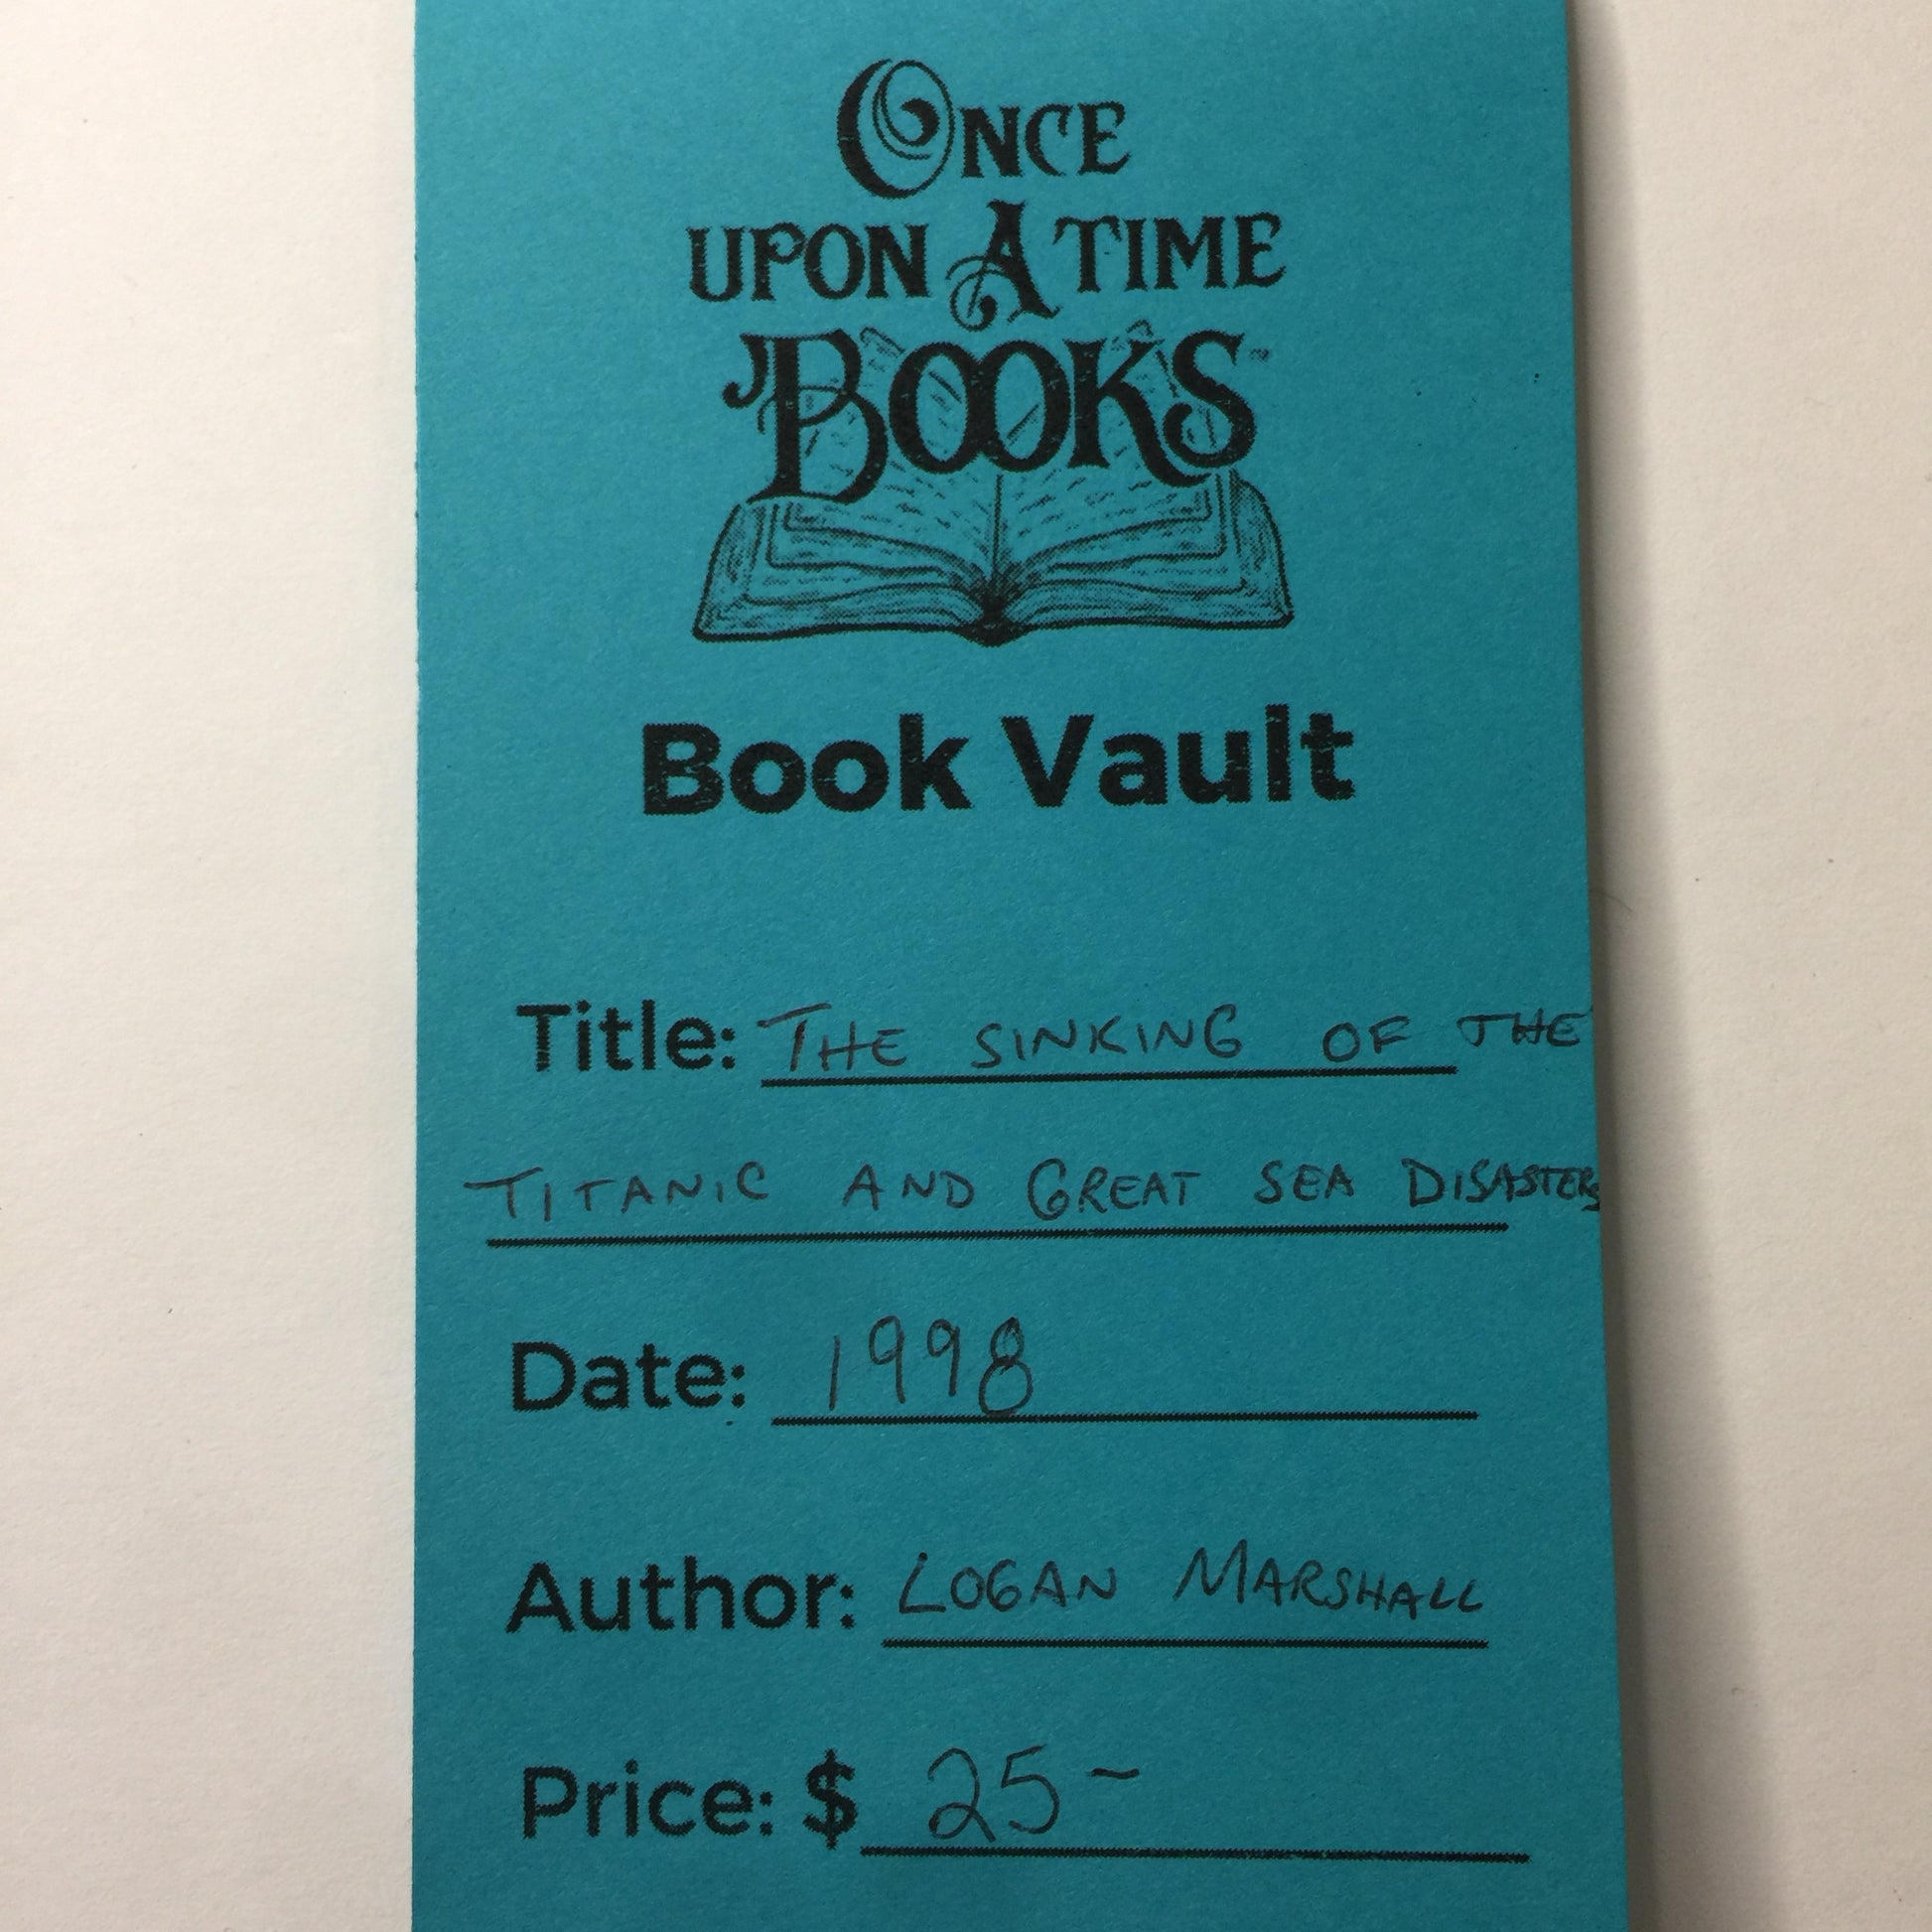 ONCE
UPON A TIME
BOOKS
Book Vault
Title: THE SINKING OF THE
TITANIC AND GREAT SEA DISASTERS
Date: 1998
Author: LOGAN MARSHALL
Price: $ 25-